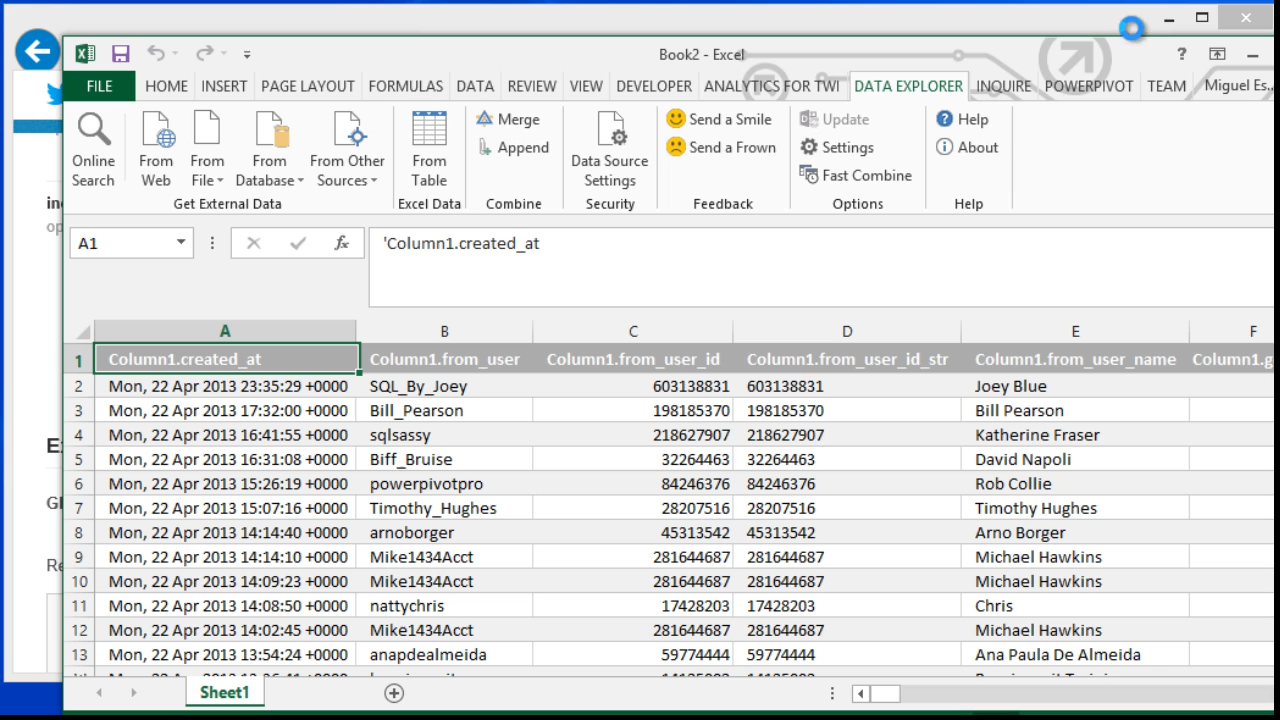 Book2 - Excel
?
FILE HOME INSERT PAGE LAYOUT FORMULAS DATA REVIEW VIEW DEVELOPER ANALYTICS FOR TWI DATA EXPLORER INQUIRE POWERPIVOT TEAM Miguel Es...
Online Search
From Web
From File
From Database
From Other Sources
Get External Data
From Table
Excel Data
Merge
Append
Combine
Data Source Settings
Security
Send a Smile
Send a Frown
Feedback
Update
Settings
Fast Combine
Options
Help
About
Help
A1 fx 'Column1.created_at
A B C D E F
1 Column1.created_at Column1.from_user Column1.from_user_id Column1.from_user_id_str Column1.from_user_name Column1.g
2 Mon, 22 Apr 2013 23:35:29 +0000 SQL_By_Joey 603138831 603138831 Joey Blue
3 Mon, 22 Apr 2013 17:32:00 +0000 Bill_Pearson 198185370 198185370 Bill Pearson
4 Mon, 22 Apr 2013 16:41:55 +0000 sqlsassy 218627907 218627907 Katherine Fraser
5 Mon, 22 Apr 2013 16:31:08 +0000 Biff_Bruise 32264463 32264463 David Napoli
6 Mon, 22 Apr 2013 15:26:19 +0000 powerpivotpro 84246376 84246376 Rob Collie
7 Mon, 22 Apr 2013 15:07:16 +0000 Timothy_Hughes 28207516 28207516 Timothy Hughes
8 Mon, 22 Apr 2013 14:14:40 +0000 arnoborger 45313542 45313542 Arno Borger
9 Mon, 22 Apr 2013 14:14:10 +0000 Mike1434Acct 281644687 281644687 Michael Hawkins
10 Mon, 22 Apr 2013 14:09:23 +0000 Mike1434Acct 281644687 281644687 Michael Hawkins
11 Mon, 22 Apr 2013 14:08:50 +0000 nattychris 17428203 17428203 Chris
12 Mon, 22 Apr 2013 14:02:45 +0000 Mike1434Acct 281644687 281644687 Michael Hawkins
13 Mon, 22 Apr 2013 13:54:24 +0000 anapdealmeida 59774444 59774444 Ana Paula De Almeida
Sheet1